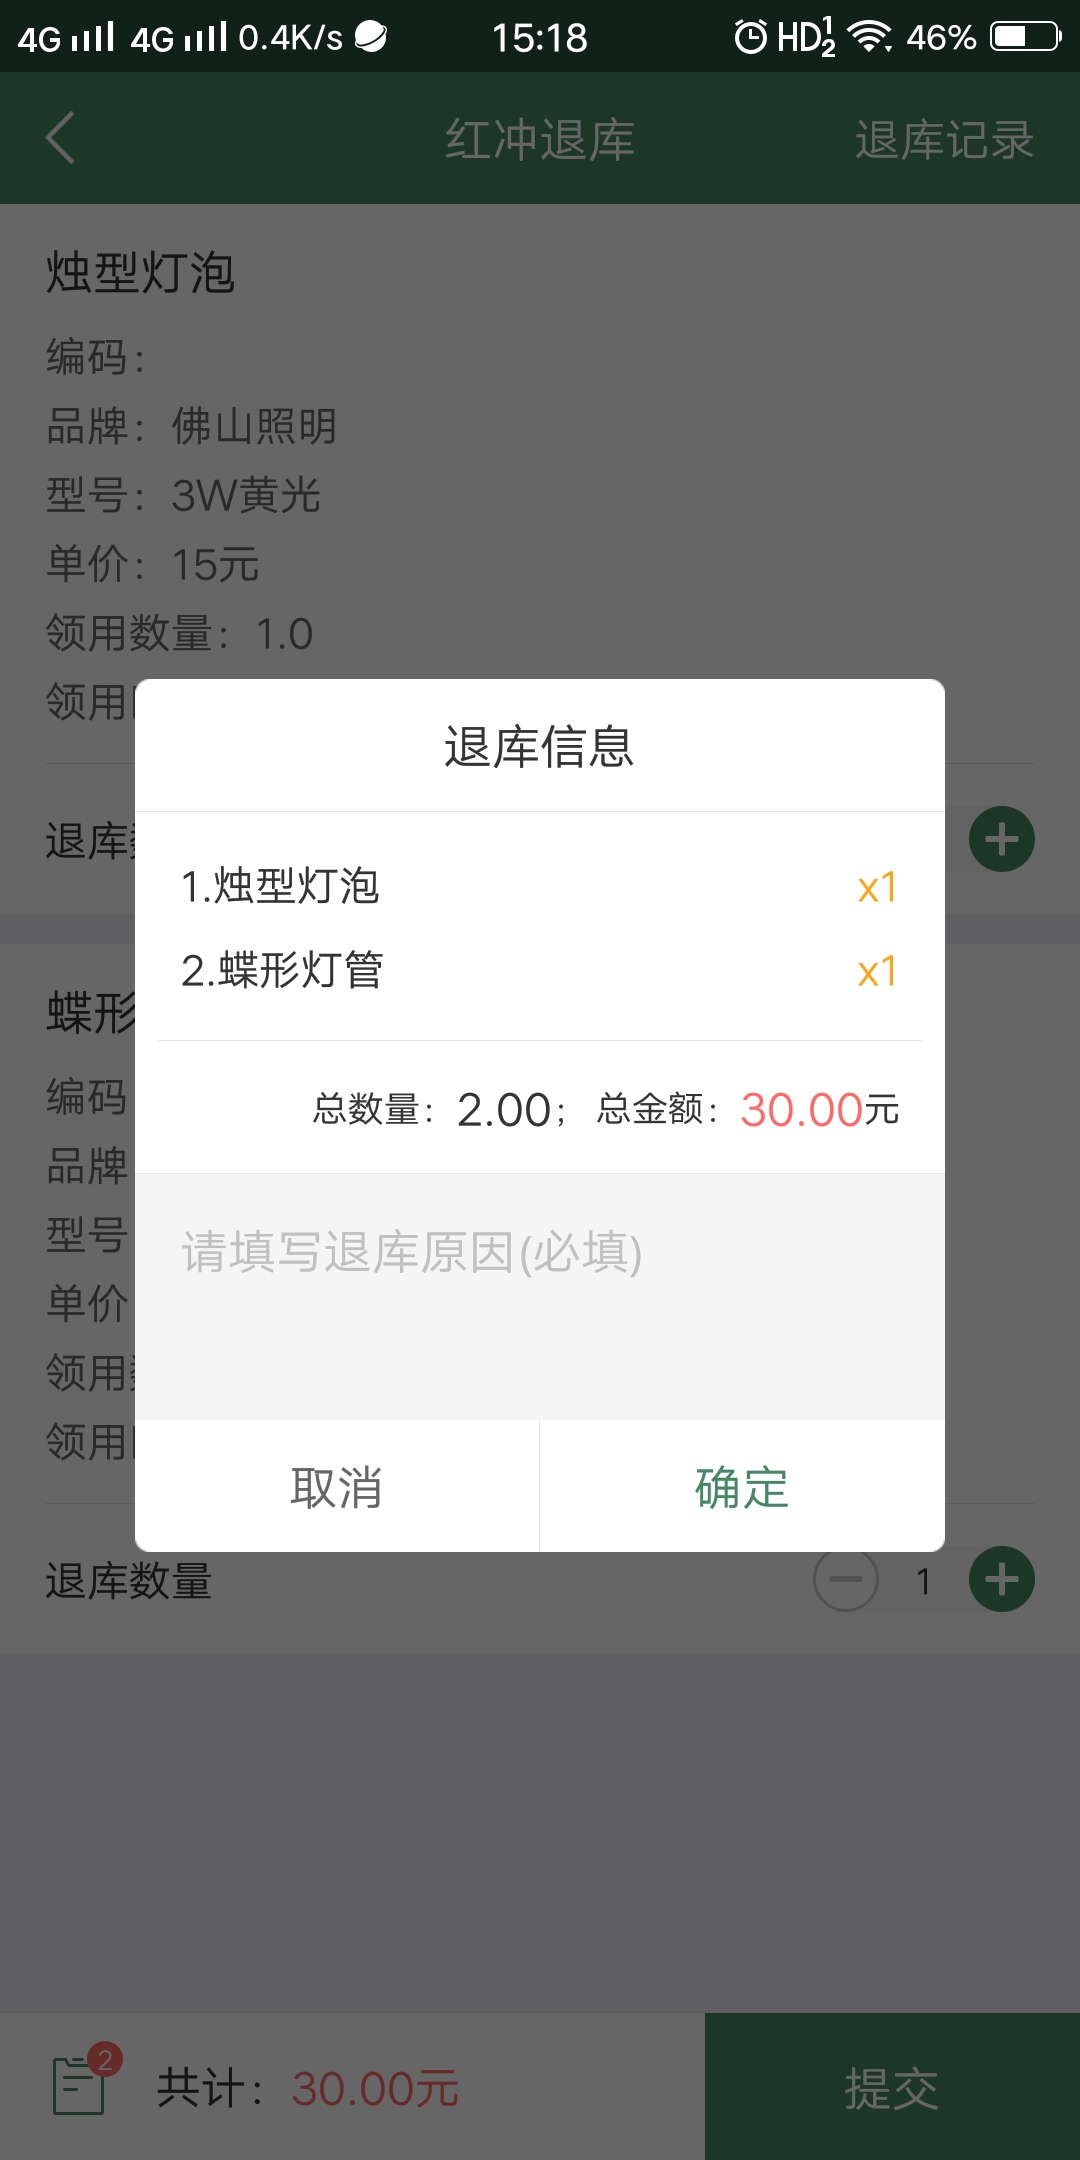 4G 4G 0.4K/s 15:18 HD 1 2 46%
红冲退库 退库记录
烛型灯泡
编码：
品牌：佛山照明
型号：3W黄光
单价：15元
领用数量：1.0
领用
退库信息
退库
1.烛型灯泡 x1
2.蝶形灯管 x1
蝶形
编码
总数量：2.00； 总金额：30.00元
品牌
型号
请填写退库原因(必填)
单价
领用
领用
取消 确定
退库数量 1
2 共计：30.00元 提交